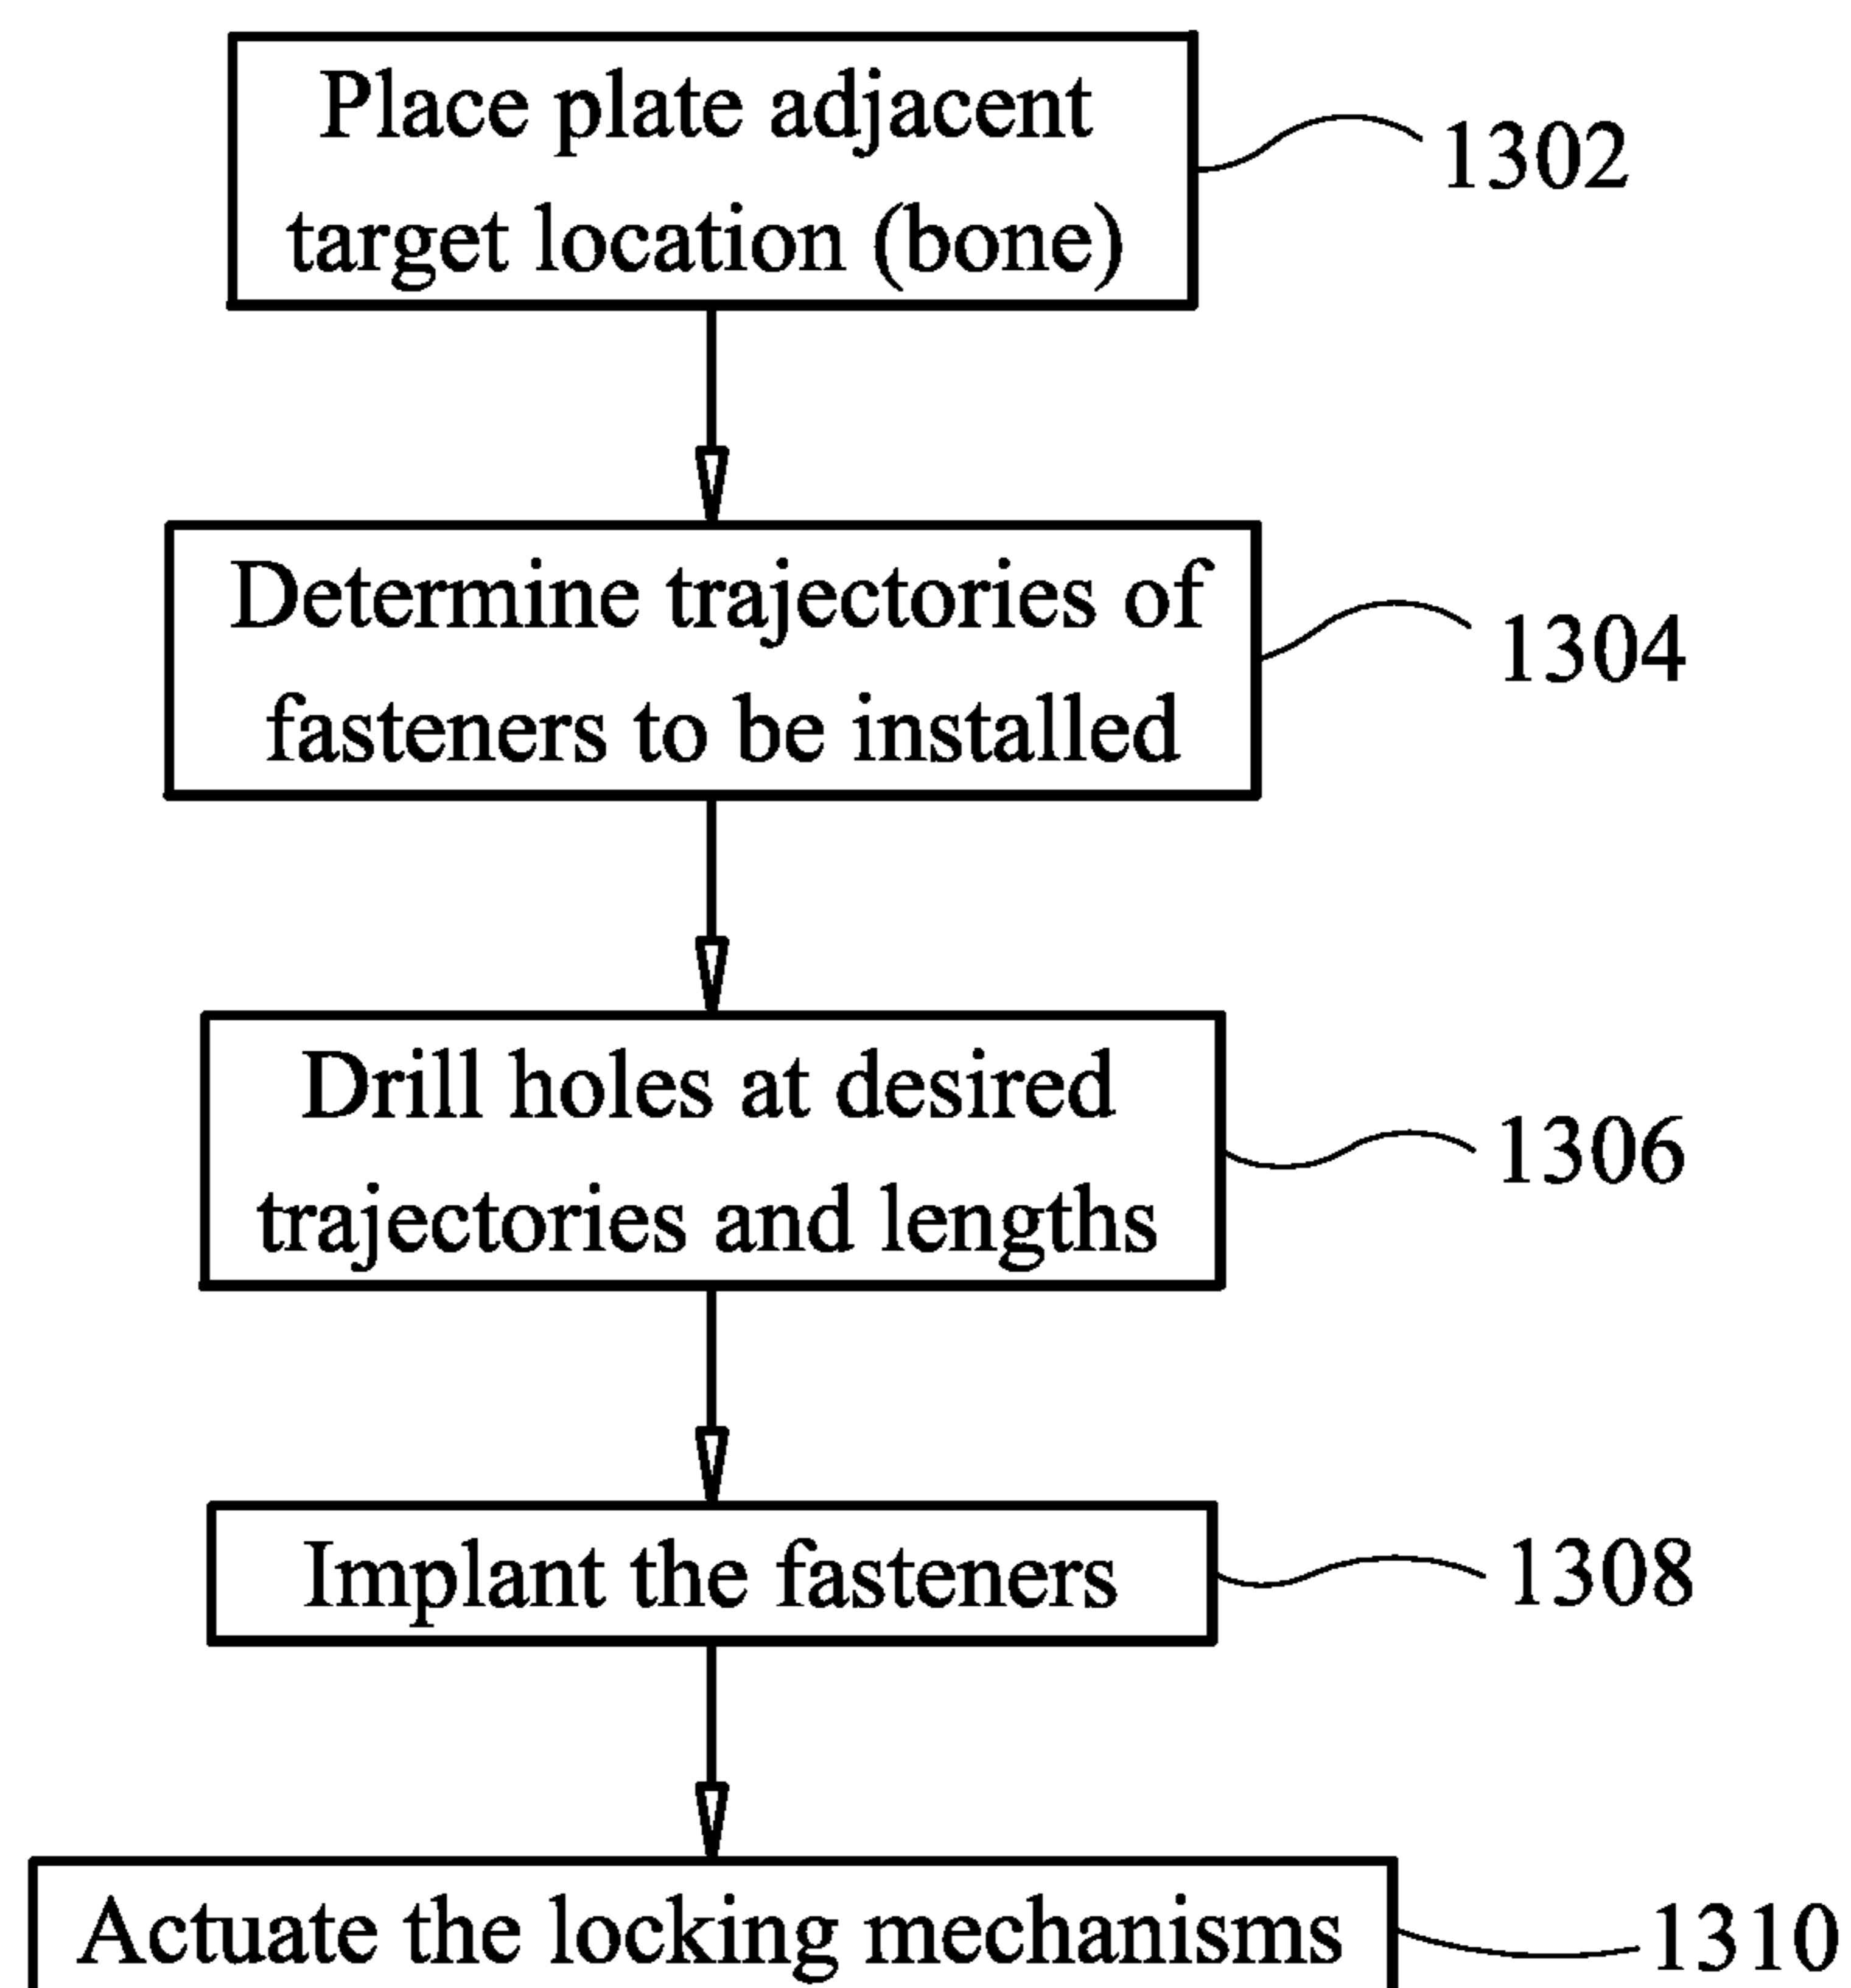 Place plate adjacent
target location (bone)
1302
Determine trajectories of
fasteners to be installed
1304
Drill holes at desired
trajectories and lengths
1306
Implant the fasteners
1308
Actuate the locking mechanisms
1310